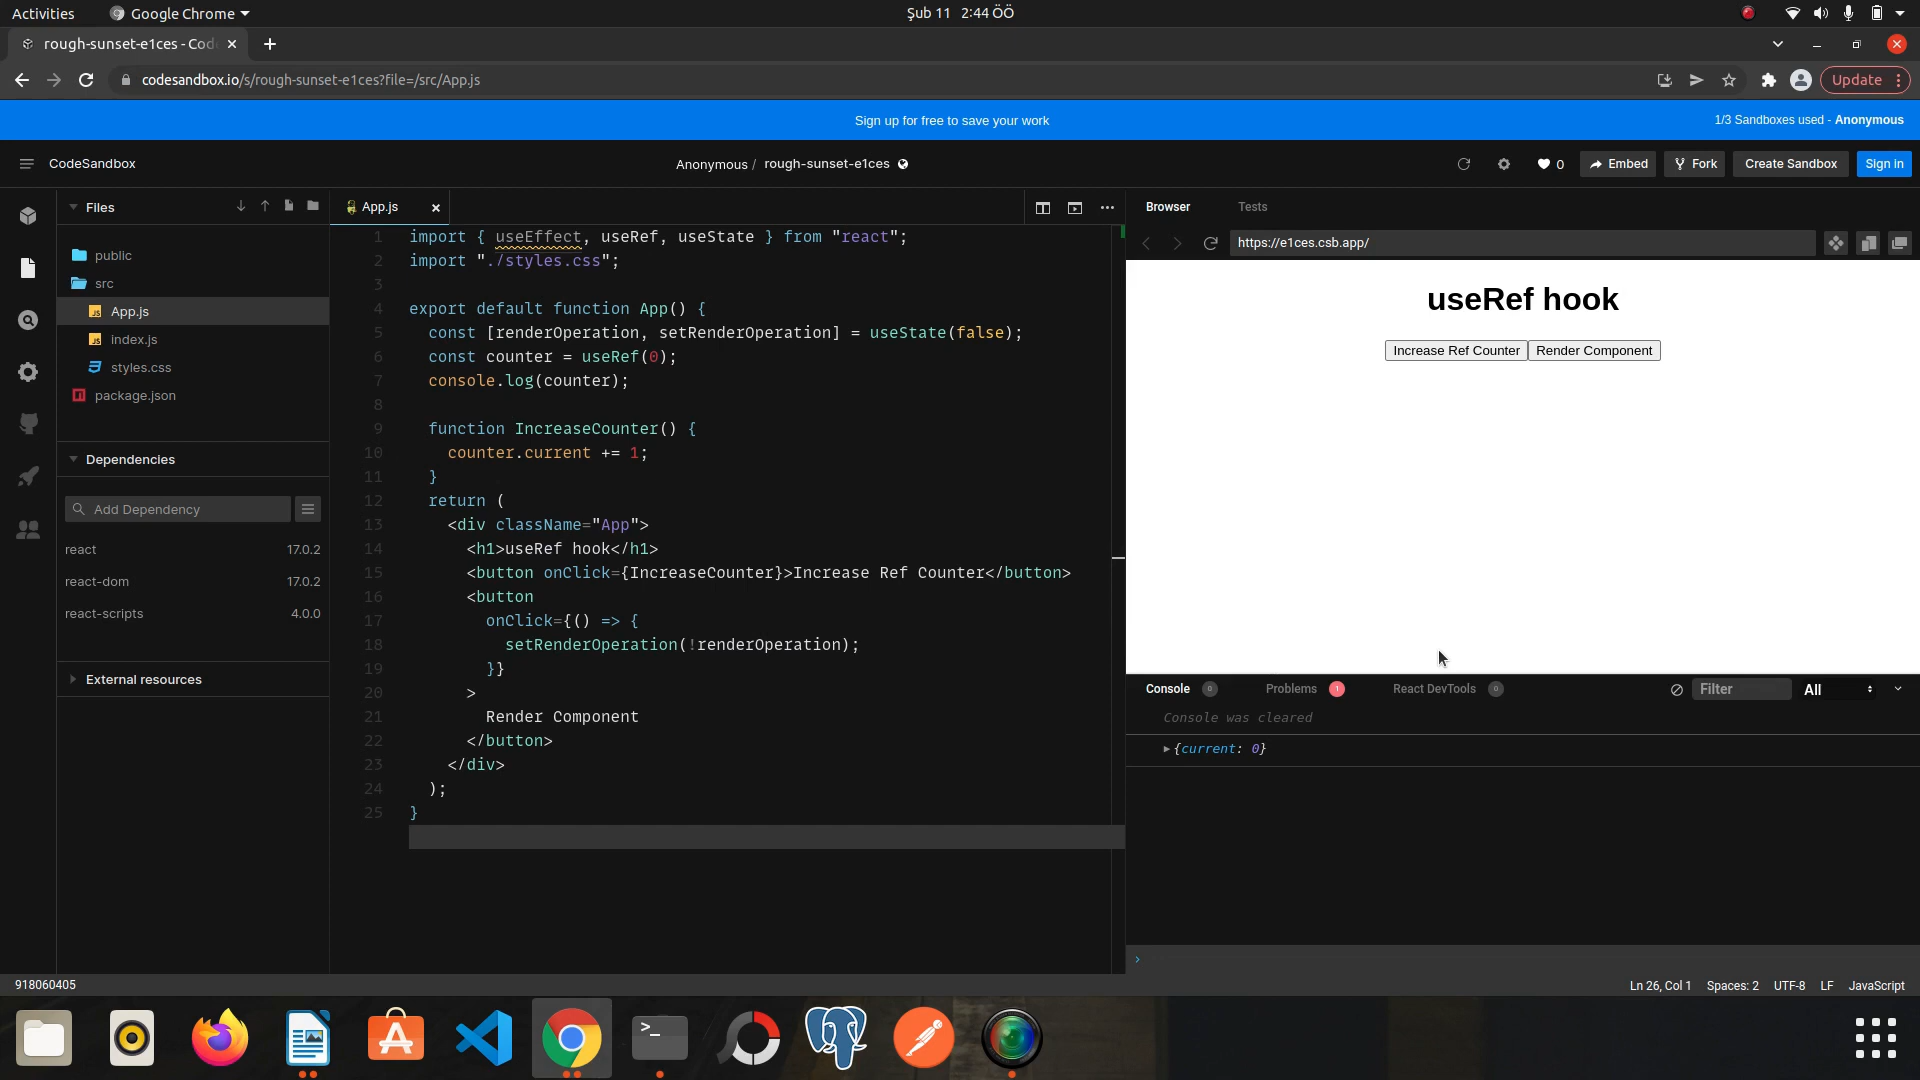 Activities
Google Chrome
Şub 11 2:44 ÖÖ
rough-sunset-e1ces - Cod
codesandbox.io/s/rough-sunset-e1ces?file=/src/App.js
Update
Sign up for free to save your work
1/3 Sandboxes used - Anonymous
CodeSandbox
Anonymous / rough-sunset-e1ces
0
Embed
Fork
Create Sandbox
Sign in
Files
public
src
App.js
index.js
styles.css
package.json
Dependencies
Add Dependency
react 17.0.2
react-dom 17.0.2
react-scripts 4.0.0
External resources
App.js
1 import { useEffect, useRef, useState } from "react";
2 import "./styles.css";
3
4 export default function App() {
5 const [renderOperation, setRenderOperation] = useState(false);
6 const counter = useRef(0);
7 console.log(counter);
8
9 function IncreaseCounter() {
10 counter.current += 1;
11 }
12 return (
13 <div className="App">
14 <h1>useRef hook</h1>
15 <button onClick={IncreaseCounter}>Increase Ref Counter</button>
16 <button
17 onClick={() => {
18 setRenderOperation(!renderOperation);
19 }}
20 >
21 Render Component
22 </button>
23 </div>
24 );
25 }
Browser
Tests
https://e1ces.csb.app/
useRef hook
Increase Ref Counter
Render Component
Console 0
Problems 1
React DevTools 0
Filter
All
Console was cleared
{current: 0}
918060405
Ln 26, Col 1
Spaces: 2
UTF-8
LF
JavaScript